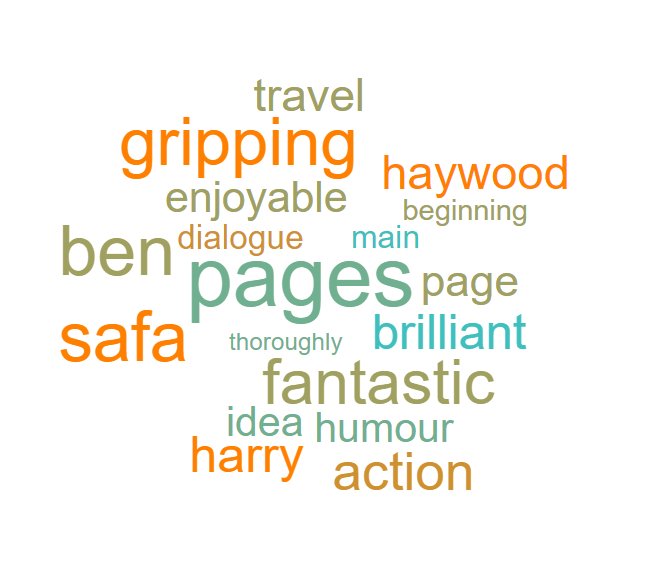 travel
gripping
haywood
enjoyable
beginning
dialogue
main
ben
pages
page
safa
brilliant
thoroughly
fantastic
idea
humour
harry
action